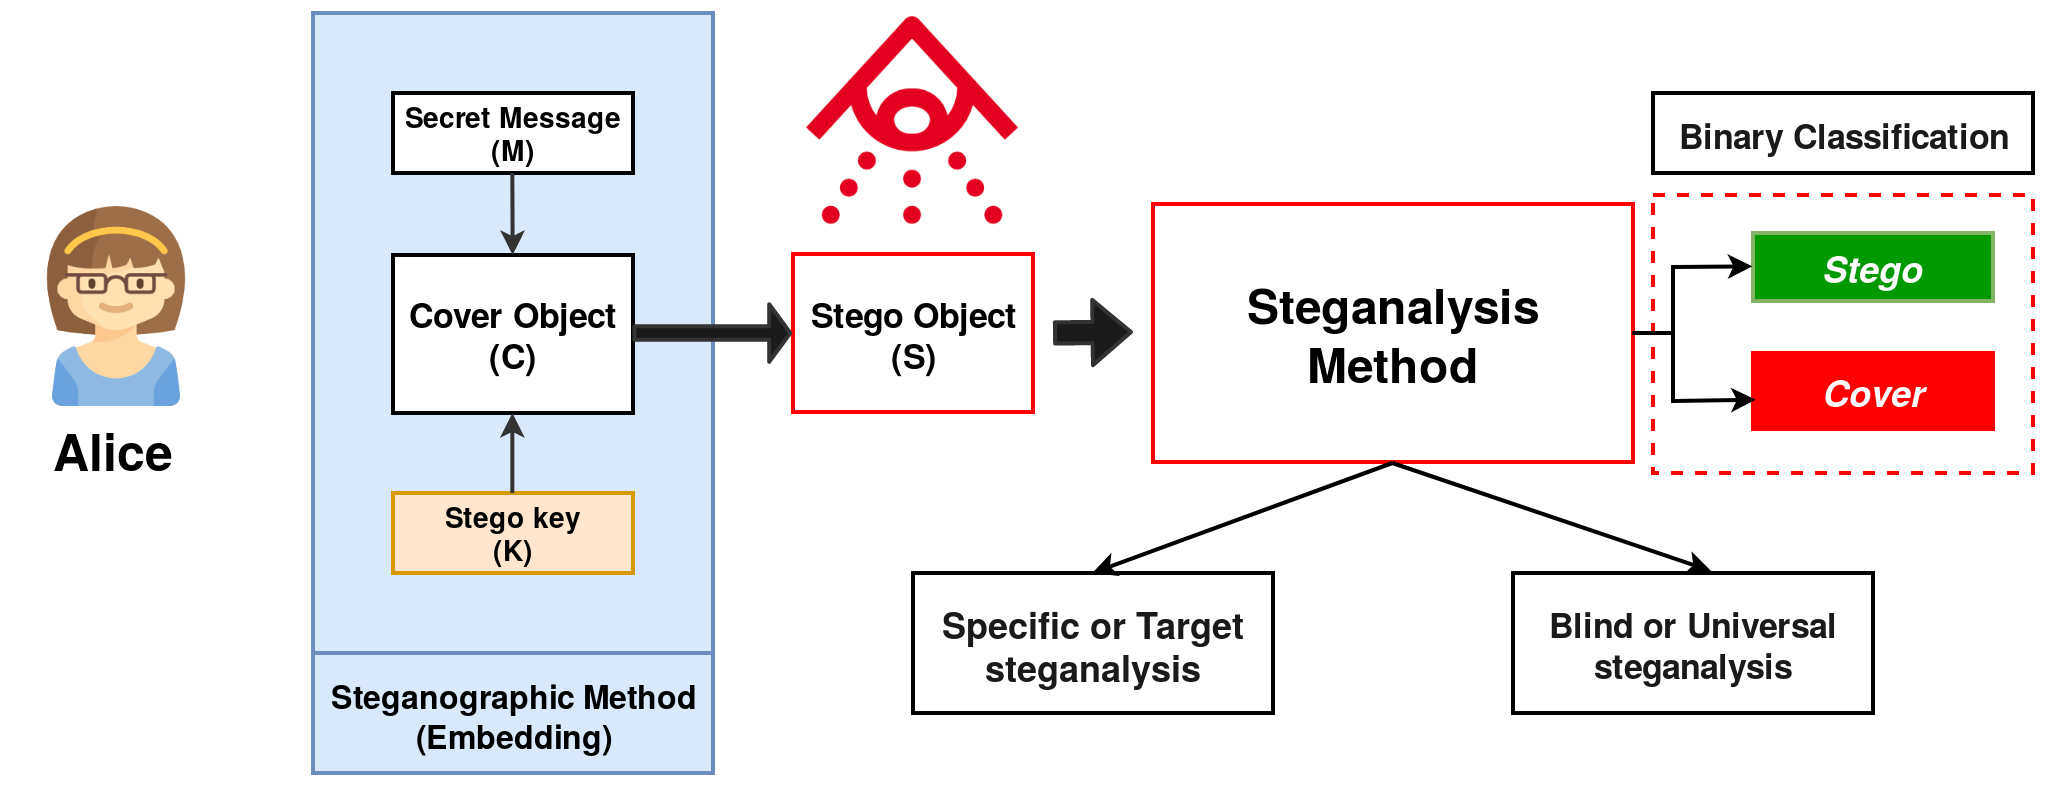 Alice
Secret Message
(M)
Cover Object
(C)
Stego key
(K)
Steganographic Method
(Embedding)
Stego Object
(S)
Steganalysis
Method
Binary Classification
Stego
Cover
Specific or Target
steganalysis
Blind or Universal
steganalysis